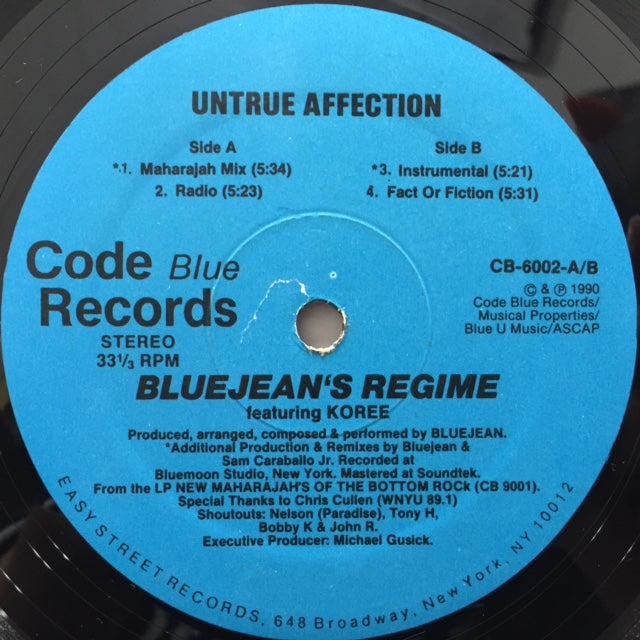 UNTRUE AFFECTION
Side A
*1. Maharajah Mix (5:34)
2. Radio (5:23)
Side B
*3. Instrumental (5:21)
4. Fact Or Fiction (5:31)
Code Blue
Records
STEREO
33 1/3 RPM
CB-6002-A/B
© & ℗ 1990
Code Blue Records/
Musical Properties/
Blue U Music/ASCAP
BLUEJEAN'S REGIME
featuring KOREE
Produced, arranged, composed & performed by BLUEJEAN.
*Additional Production & Remixes by Bluejean &
Sam Caraballo Jr. Recorded at
Bluemoon Studio, New York. Mastered at Soundtek.
From the LP NEW MAHARAJAH'S OF THE BOTTOM ROCk (CB 9001).
Special Thanks to Chris Cullen (WNYU 89.1)
Shoutouts: Nelson (Paradise), Tony H,
Bobby K & John R.
Executive Producer: Michael Gusick.
EASY STREET RECORDS, 648 Broadway, New York, NY 10012